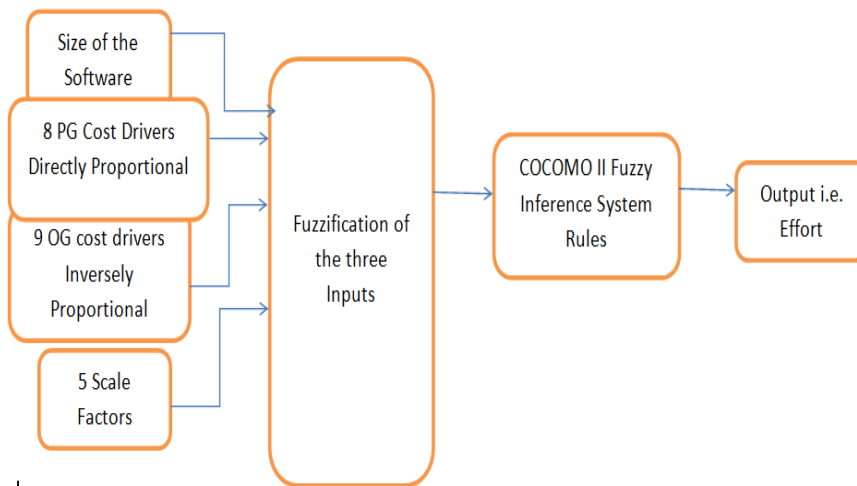 Size of the
Software
8 PG Cost Drivers
Directly Proportional
9 OG cost drivers
Inversely
Proportional
5 Scale
Factors
Fuzzification of
the three
Inputs
COCOMO II Fuzzy
Inference System
Rules
Output i.e.
Effort